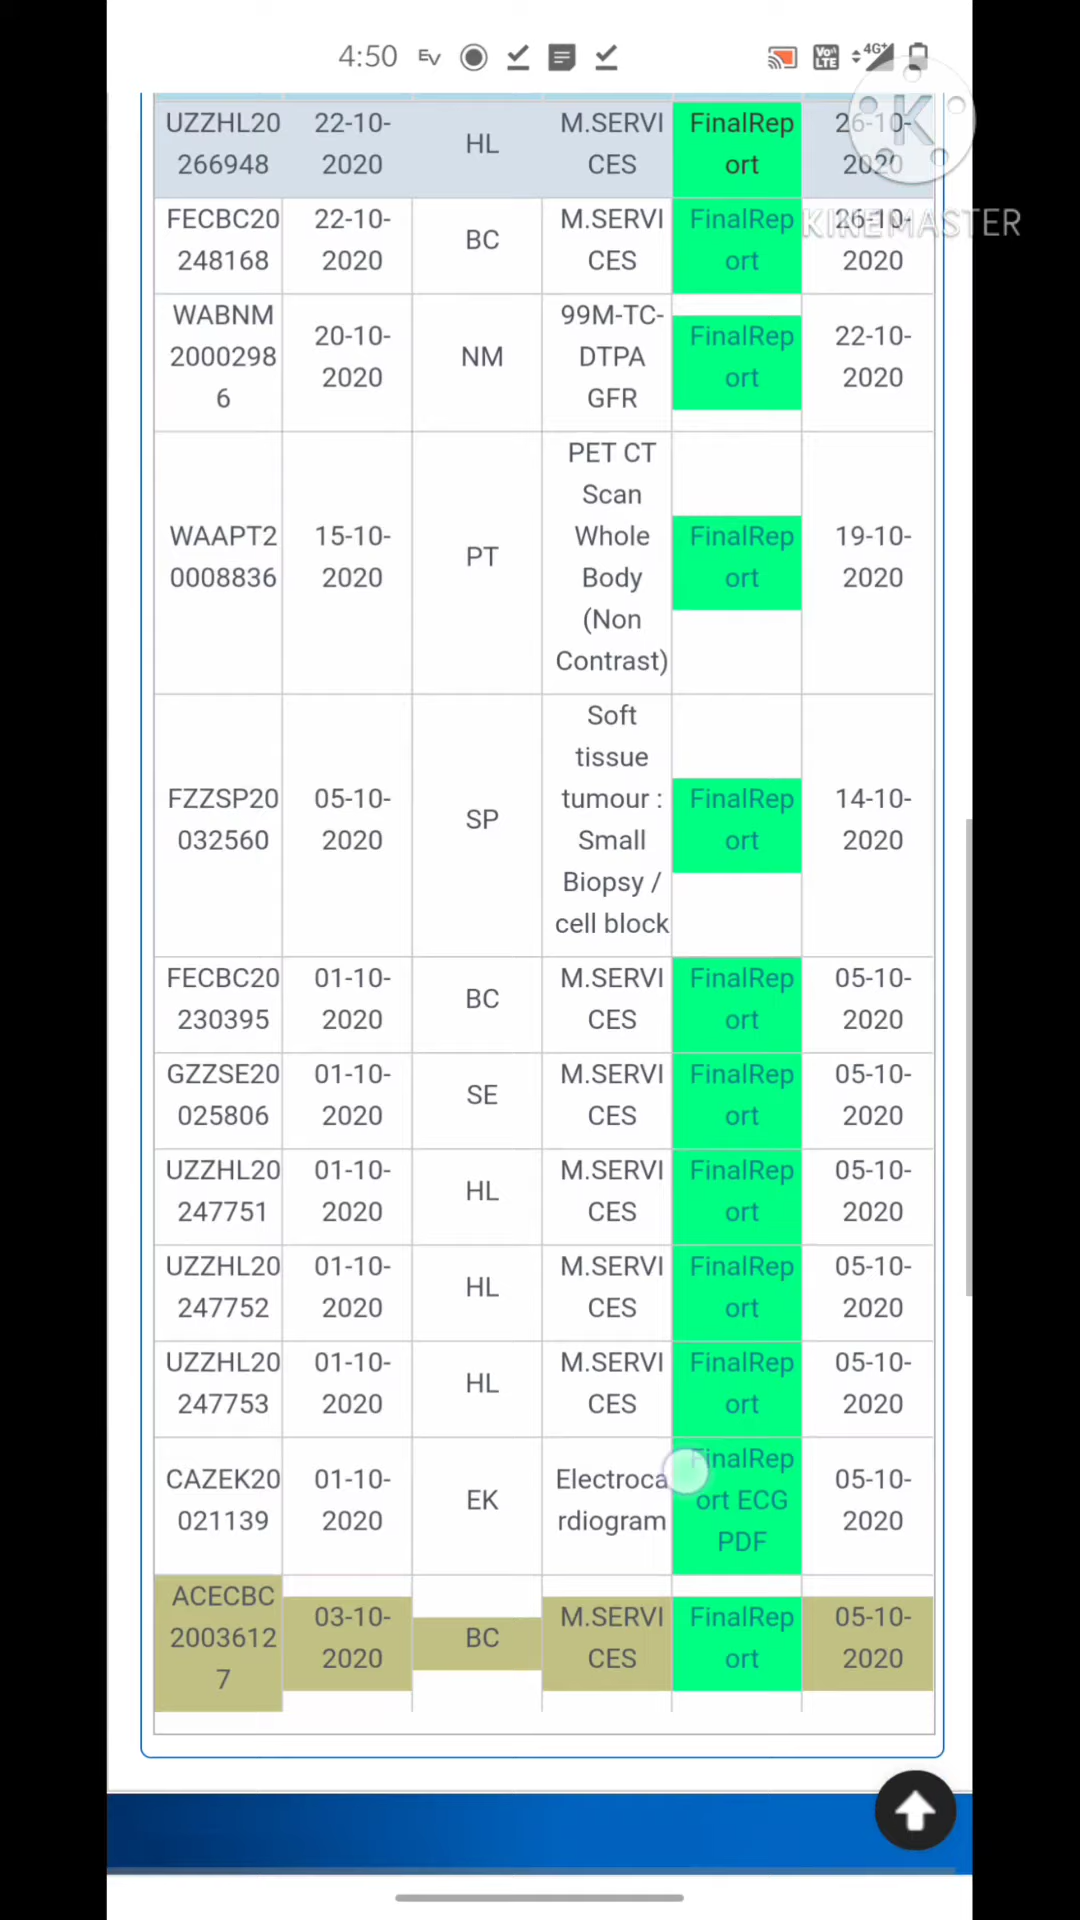 4:50 EV Vo LTE 4G+
K
KINEMASTER
UZZHL20 22-10- HL M.SERVI FinalRep 26-10-
266948 2020 CES ort 2020
FECBC20 22-10- BC M.SERVI FinalRep 26-10-
248168 2020 CES ort 2020
WABNM 20-10- NM 99M-TC- FinalRep 22-10-
2000298 2020 DTPA ort 2020
6 GFR
PET CT
Scan
WAAPT2 15-10- PT Whole FinalRep 19-10-
0008836 2020 Body ort 2020
(Non
Contrast)
Soft
tissue
FZZSP20 05-10- SP tumour : FinalRep 14-10-
032560 2020 Small ort 2020
Biopsy /
cell block
FECBC20 01-10- BC M.SERVI FinalRep 05-10-
230395 2020 CES ort 2020
GZZSE20 01-10- SE M.SERVI FinalRep 05-10-
025806 2020 CES ort 2020
UZZHL20 01-10- HL M.SERVI FinalRep 05-10-
247751 2020 CES ort 2020
UZZHL20 01-10- HL M.SERVI FinalRep 05-10-
247752 2020 CES ort 2020
UZZHL20 01-10- HL M.SERVI FinalRep 05-10-
247753 2020 CES ort 2020
CAZEK20 01-10- EK Electroca FinalRep 05-10-
021139 2020 rdiogram ort ECG 2020
PDF
ACECBC 03-10- BC M.SERVI FinalRep 05-10-
2003612 2020 CES ort 2020
7